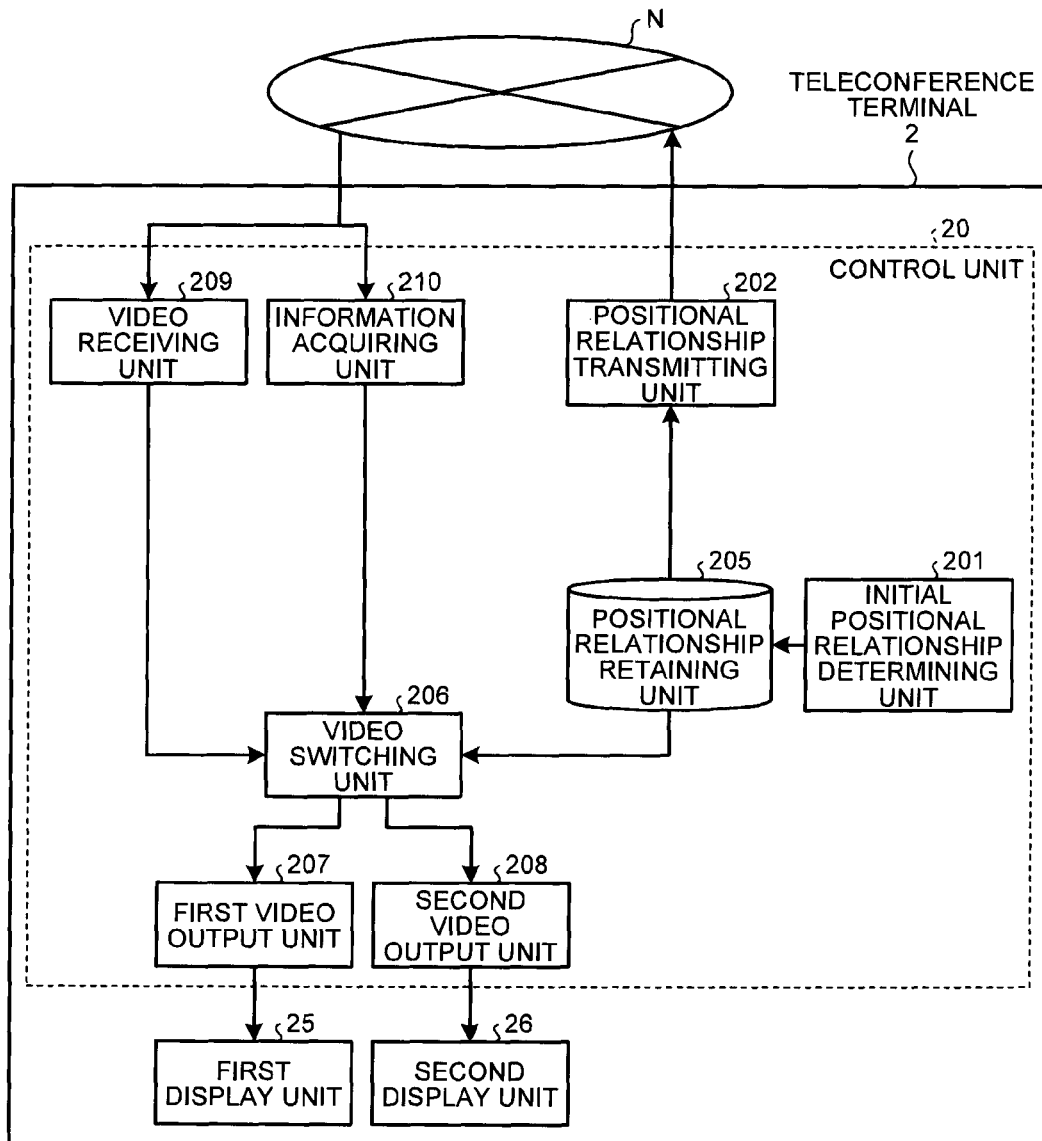 N
TELECONFERENCE
TERMINAL
2
20
CONTROL UNIT
209
VIDEO
RECEIVING
UNIT
210
INFORMATION
ACQUIRING
UNIT
202
POSITIONAL
RELATIONSHIP
TRANSMITTING
UNIT
205
POSITIONAL
RELATIONSHIP
RETAINING
UNIT
201
INITIAL
POSITIONAL
RELATIONSHIP
DETERMINING
UNIT
206
VIDEO
SWITCHING
UNIT
207
FIRST VIDEO
OUTPUT UNIT
208
SECOND
VIDEO
OUTPUT UNIT
25
FIRST
DISPLAY UNIT
26
SECOND
DISPLAY UNIT